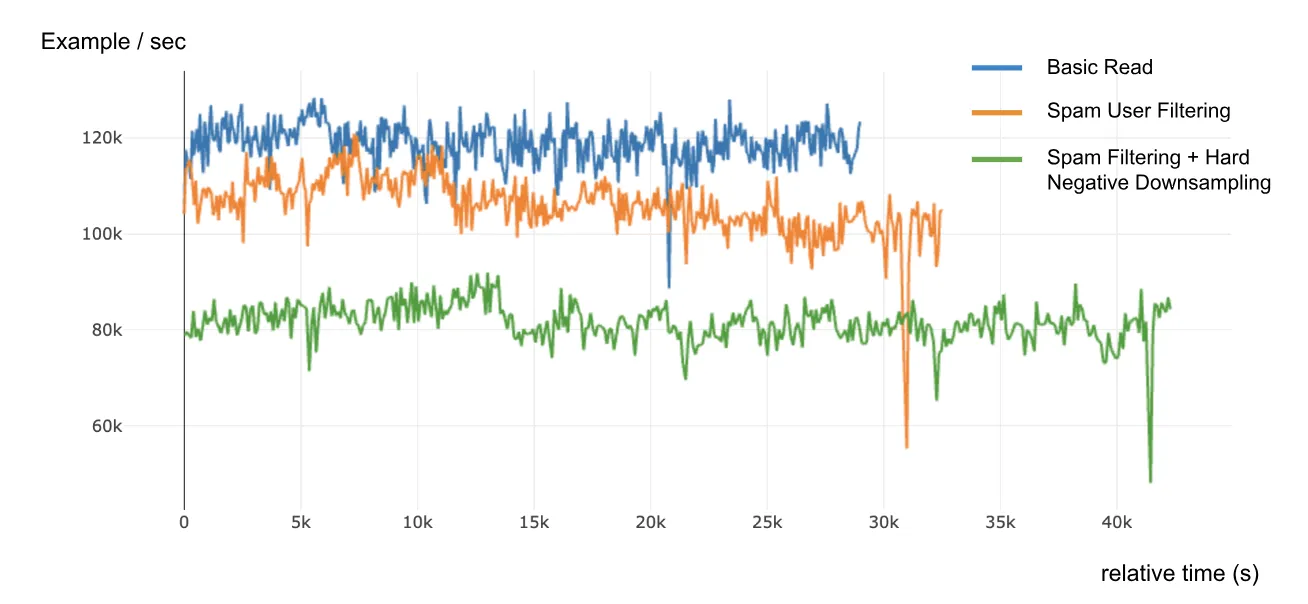 Example / sec
Basic Read
Spam User Filtering
Spam Filtering + Hard
Negative Downsampling
120k
100k
80k
60k
0 5k 10k 15k 20k 25k 30k 35k 40k
relative time (s)